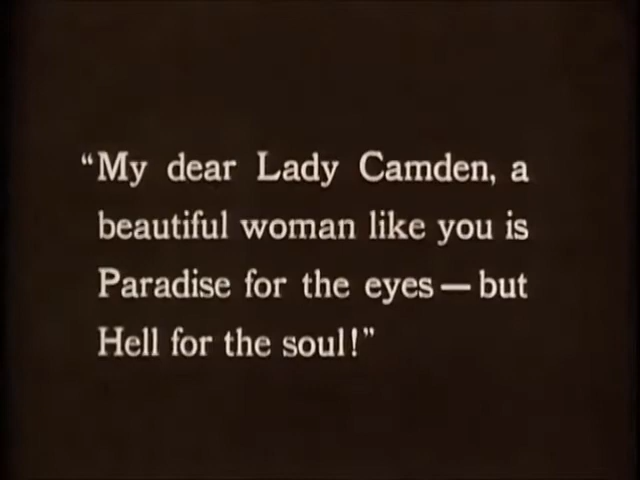 “My dear Lady Camden, a
beautiful woman like you is
Paradise for the eyes — but
Hell for the soul!”